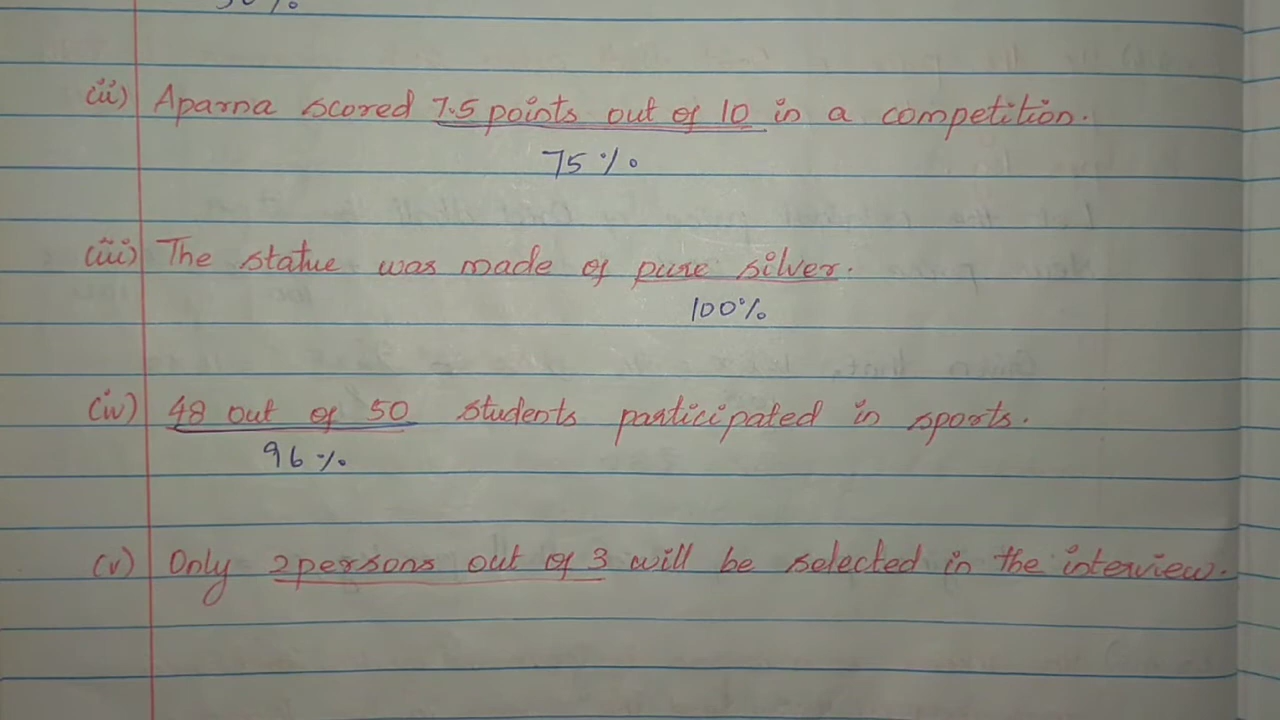 (ii) Aparna scored 7.5 points out of 10 in a competition.
75%
(iii) The statue was made of pure silver.
100%
(iv) 48 out of 50 students participated in sports.
96%
(v) Only 2persons out of 3 will be selected in the interview.